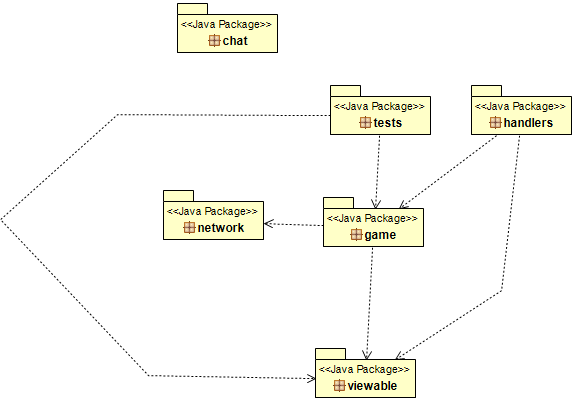 <<Java Package>>
chat
<<Java Package>>
tests
<<Java Package>>
handlers
<<Java Package>>
network
<<Java Package>>
game
<<Java Package>>
viewable